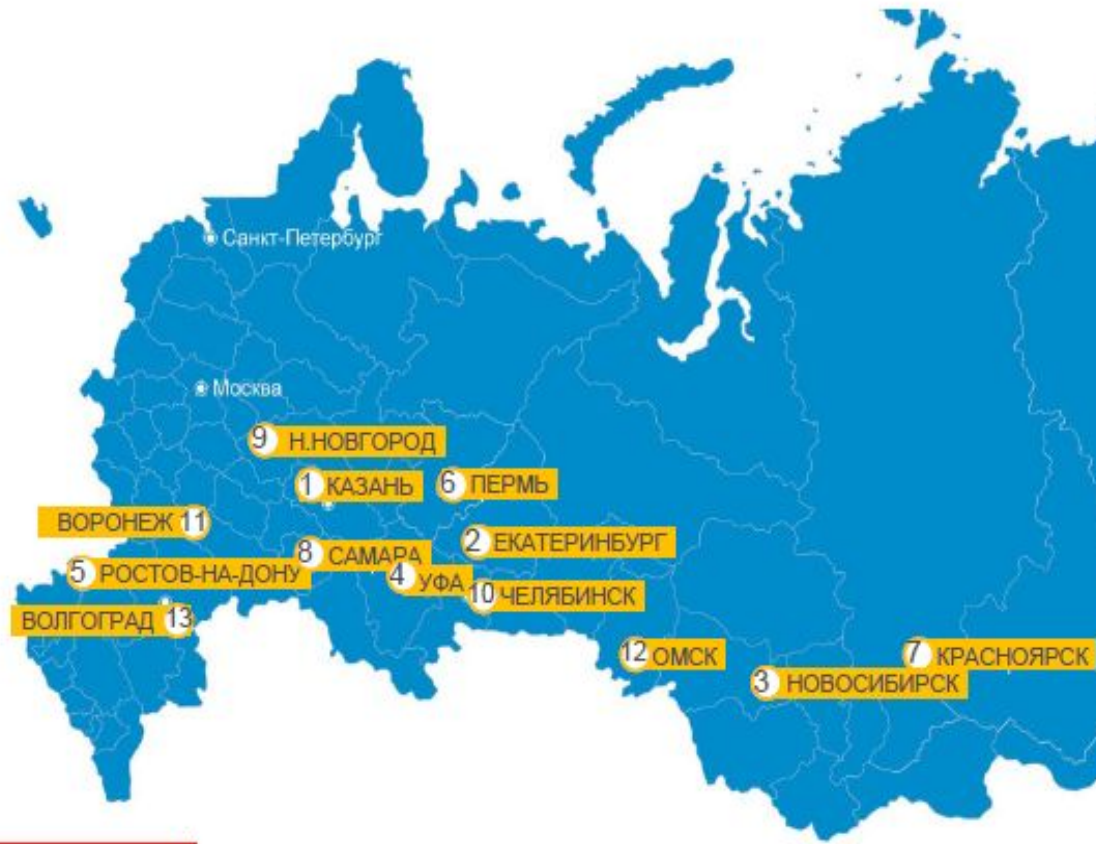 Санкт-Петербург
Москва
9 Н.НОВГОРОД
1 КАЗАНЬ
6 ПЕРМЬ
ВОРОНЕЖ 11
2 ЕКАТЕРИНБУРГ
8 САМАРА
5 РОСТОВ-НА-ДОНУ
4 УФА
10 ЧЕЛЯБИНСК
ВОЛГОГРАД 13
12 ОМСК
7 КРАСНОЯРСК
3 НОВОСИБИРСК